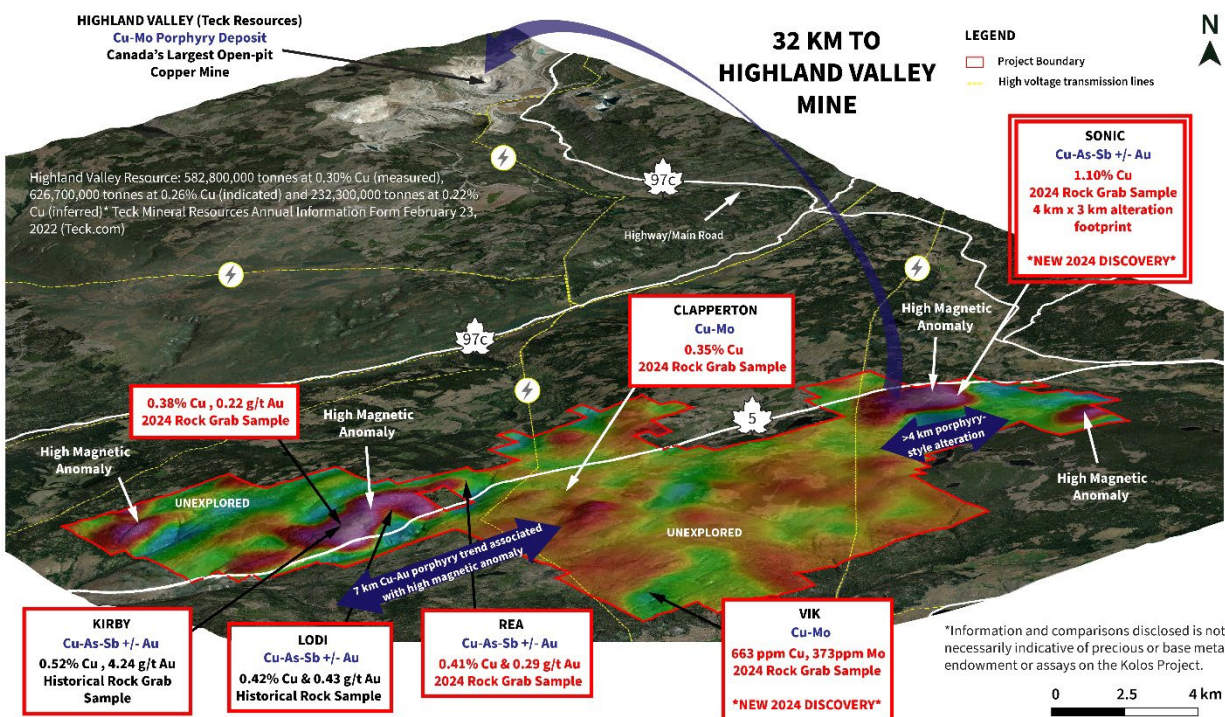 HIGHLAND VALLEY (Teck Resources)
Cu-Mo Porphyry Deposit
Canada's Largest Open-pit
Copper Mine
32 KM TO
HIGHLAND VALLEY
MINE
N
LEGEND
Project Boundary
High voltage transmission lines
Highland Valley Resource: 582,800,000 tonnes at 0.30% Cu (measured),
626,700,000 tonnes at 0.26% Cu (indicated) and 232,300,000 tonnes at 0.22%
Cu (inferred)* Teck Mineral Resources Annual Information Form February 23,
2022 (Teck.com)
97c
Highway/Main Road
SONIC
Cu-As-Sb +/- Au
1.10% Cu
2024 Rock Grab Sample
4 km x 3 km alteration
footprint
*NEW 2024 DISCOVERY*
High Magnetic
Anomaly
CLAPPERTON
Cu-Mo
0.35% Cu
2024 Rock Grab Sample
97c
0.38% Cu , 0.22 g/t Au
2024 Rock Grab Sample
High Magnetic
Anomaly
High Magnetic
Anomaly
5
>4 km porphyry-
style alteration
High Magnetic
Anomaly
UNEXPLORED
UNEXPLORED
7 km Cu-Au porphyry trend associated
with high magnetic anomaly
KIRBY
Cu-As-Sb +/- Au
0.52% Cu , 4.24 g/t Au
Historical Rock Grab
Sample
LODI
Cu-As-Sb +/- Au
0.42% Cu & 0.43 g/t Au
Historical Rock Sample
REA
Cu-As-Sb +/- Au
0.41% Cu & 0.29 g/t Au
2024 Rock Grab Sample
VIK
Cu-Mo
663 ppm Cu, 373ppm Mo
2024 Rock Grab Sample
*NEW 2024 DISCOVERY*
*Information and comparisons disclosed is not
necessarily indicative of precious or base meta
endowment or assays on the Kolos Project.
0 2.5 4 km